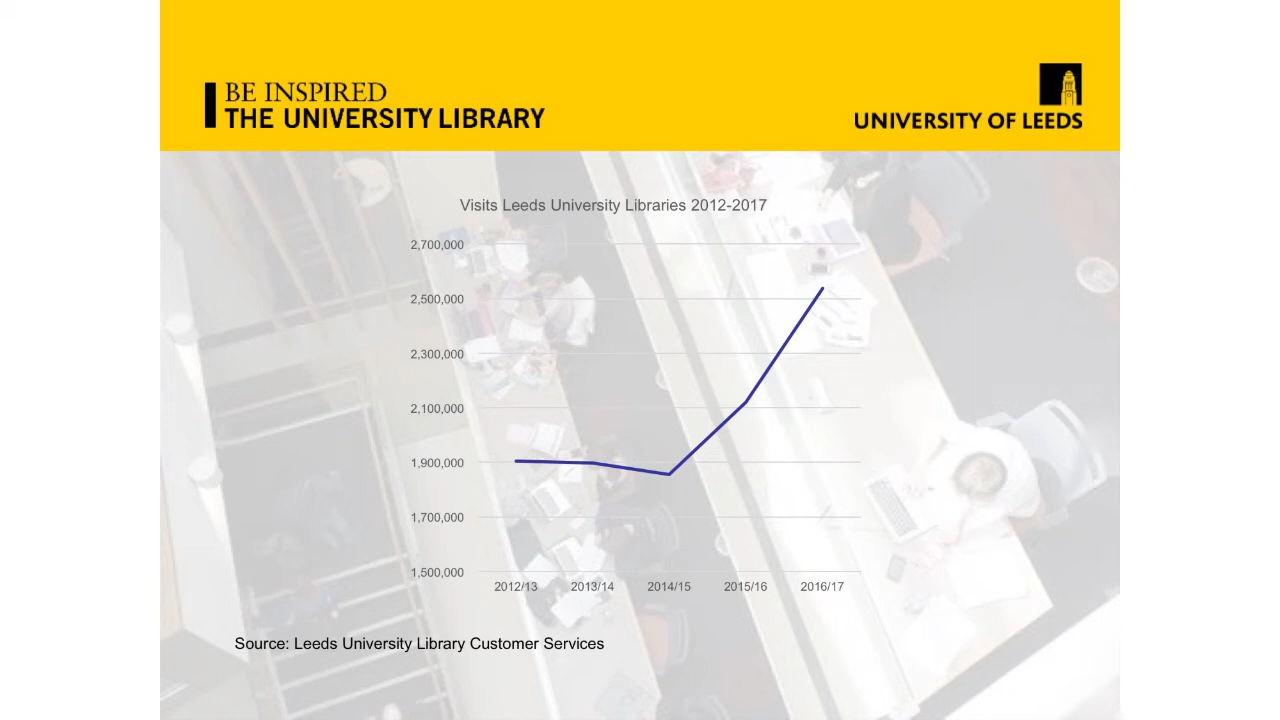 BE INSPIRED
THE UNIVERSITY LIBRARY
UNIVERSITY OF LEEDS
Visits Leeds University Libraries 2012-2017
2,700,000
2,500,000
2,300,000
2,100,000
1,900,000
1,700,000
1,500,000
2012/13 2013/14 2014/15 2015/16 2016/17
Source: Leeds University Library Customer Services